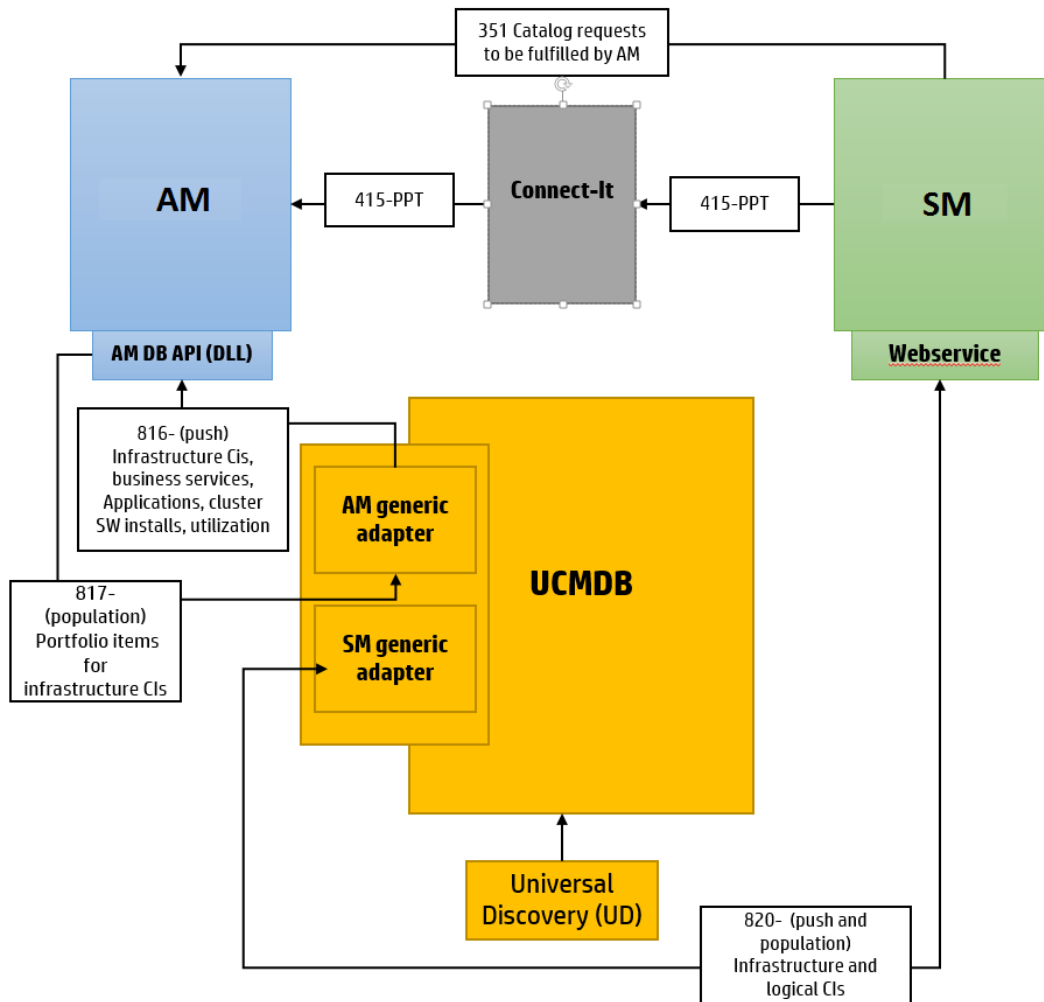 351 Catalog requests
to be fulfilled by AM
AM
415-PPT
Connect-It
415-PPT
SM
AM DB API (DLL)
Webservice
816- (push)
Infrastructure Cis,
business services,
Applications, cluster
SW installs, utilization
AM generic
adapter
UCMDB
817-
(population)
Portfolio items
for
infrastructure CIs
SM generic
adapter
Universal
Discovery (UD)
820- (push and
population)
Infrastructure and
logical CIs